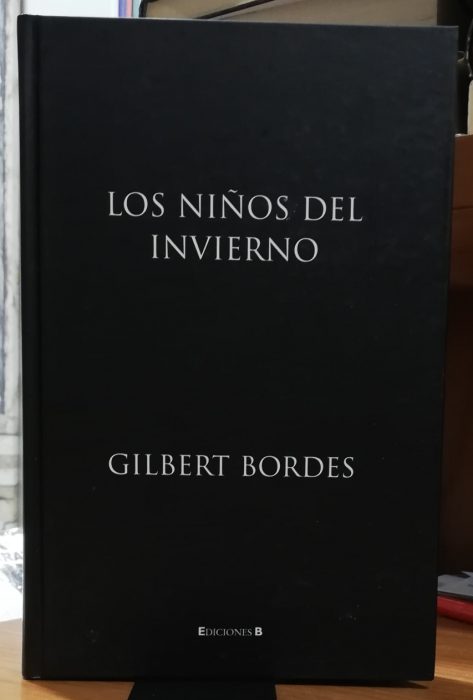 LOS NIÑOS DEL
INVIERNO
GILBERT BORDES
EDICIONES B